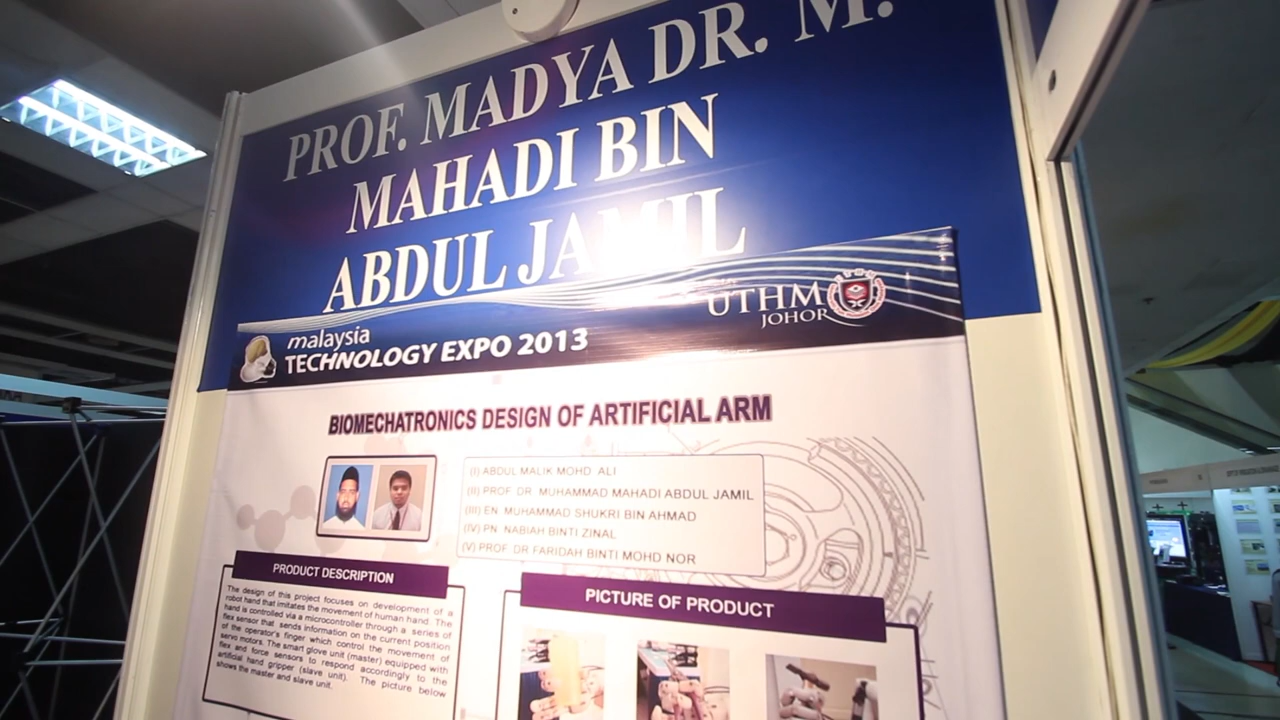 PROF. MADYA DR. M.
MAHADI BIN
ABDUL JAMIL
UTHM
JOHOR
malaysia
TECHNOLOGY EXPO 2013
BIOMECHATRONICS DESIGN OF ARTIFICIAL ARM
(I) ABDUL MALIK MOHD ALI
(II) PROF. DR. MUHAMMAD MAHADI ABDUL JAMIL
(III) EN. MUHAMMAD SHUKRI BIN AHMAD
(IV) PN. NABIAH BINTI ZINAL
(V) PROF. DR FARIDAH BINTI MOHD NOR
PRODUCT DESCRIPTION
The design of this project focuses on development of a
robot hand that imitates the movement of human hand. The
hand is controlled via a microcontroller through a series of
flex sensor that sends information on the current position
of the operator's finger which control the movement of
servo motors. The smart glove unit (master) equipped with
flex and force sensors to respond accordingly to the
artificial hand gripper (slave unit). The picture below
shows the master and slave unit.
PICTURE OF PRODUCT